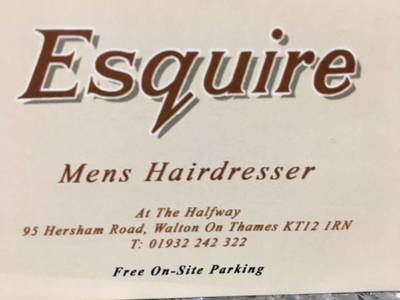 Esquire
Mens Hairdresser
At The Halfway
95 Hersham Road, Walton On Thames KT12 1RN
T: 01932 242 322
Free On-Site Parking